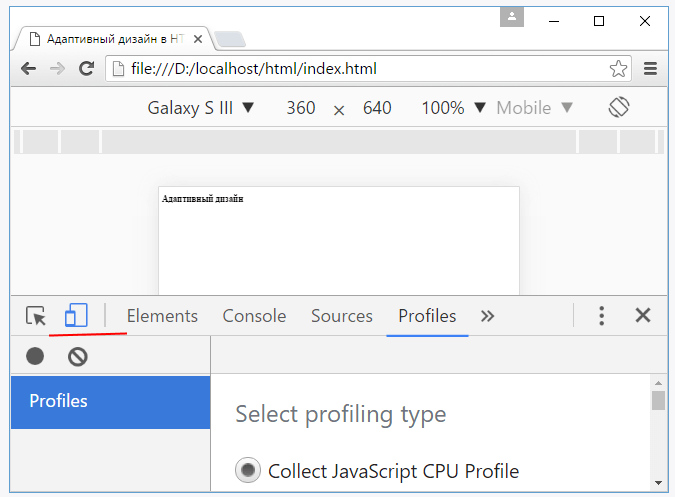 Адаптивный дизайн в HT
file:///D:/localhost/html/index.html
Galaxy S III ▼ 360 × 640 100% ▼ Mobile ▼
Адаптивный дизайн
Elements Console Sources Profiles »
Profiles
Select profiling type
Collect JavaScript CPU Profile